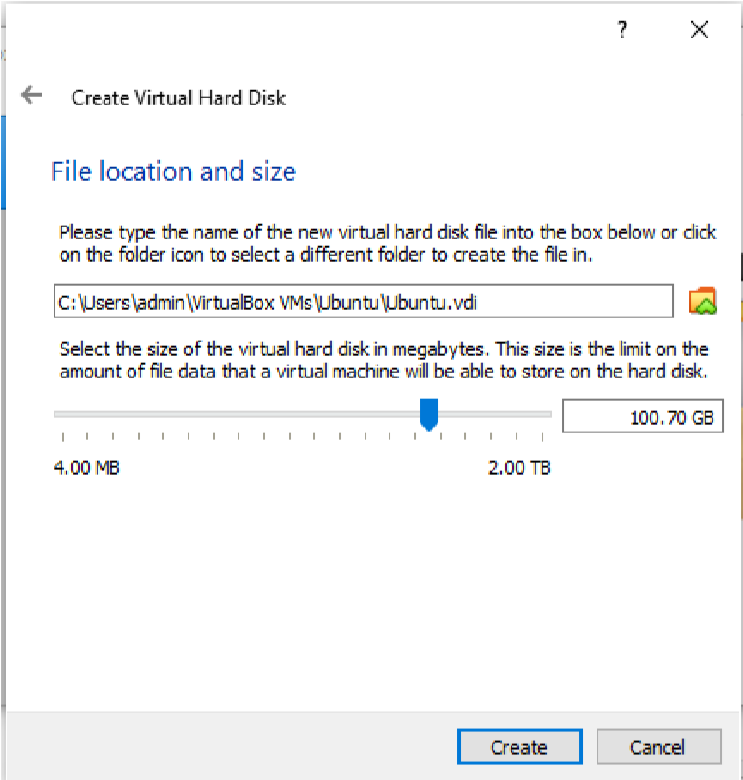 ?
Create Virtual Hard Disk
File location and size
Please type the name of the new virtual hard disk file into the box below or click
on the folder icon to select a different folder to create the file in.
C:\Users\admin\VirtualBox VMs\Ubuntu\Ubuntu.vdi
Select the size of the virtual hard disk in megabytes. This size is the limit on the
amount of file data that a virtual machine will be able to store on the hard disk.
100.70 GB
4.00 MB 2.00 TB
Create Cancel